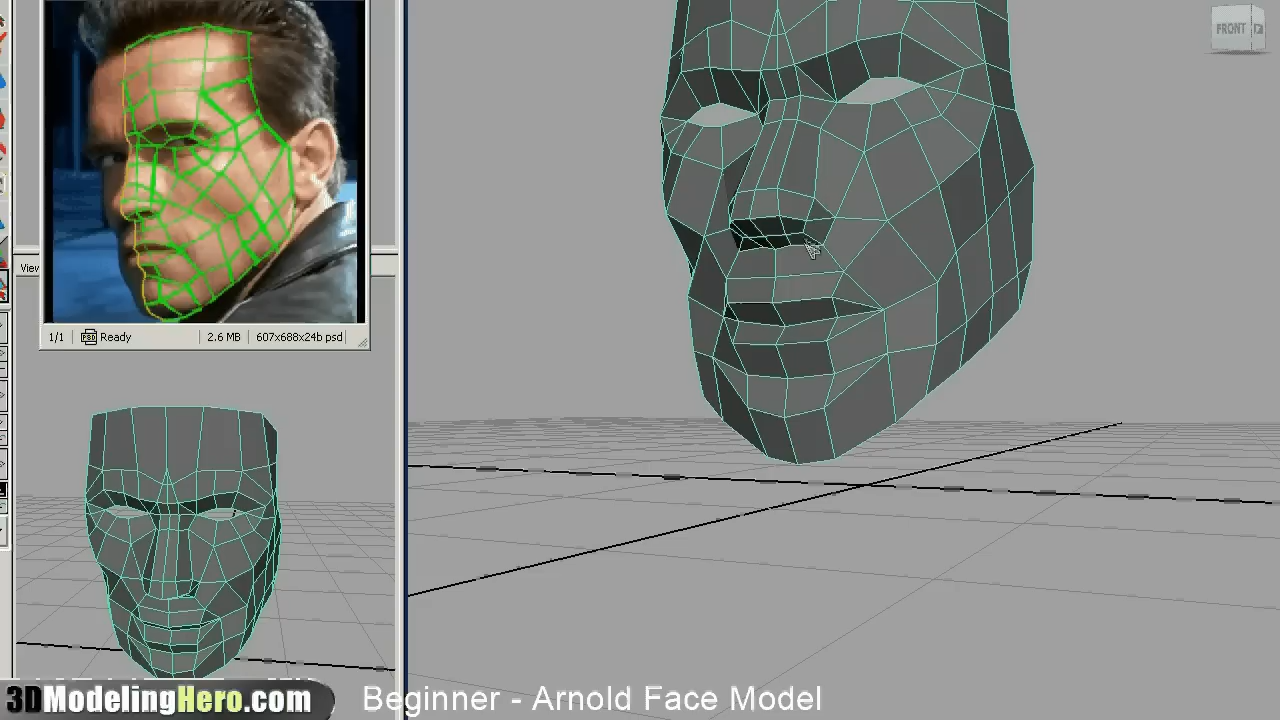 FRONT
View
1/1 Ready 2.6 MB 607x688x24b psd
3DModelingHero.com
Beginner - Arnold Face Model